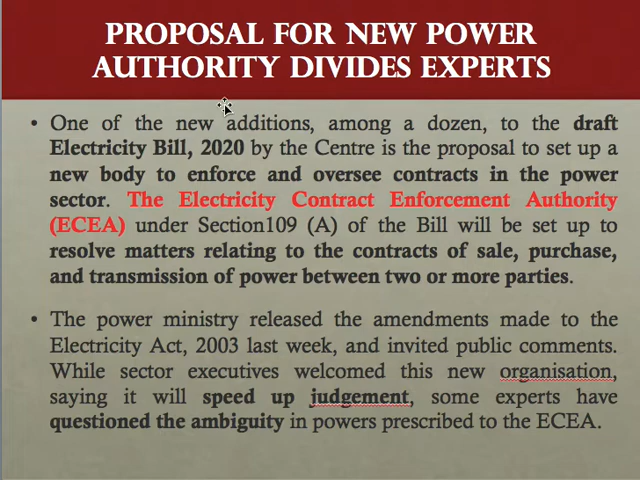 PROPOSAL FOR NEW POWER
AUTHORITY DIVIDES EXPERTS
• One of the new additions, among a dozen, to the draft
Electricity Bill, 2020 by the Centre is the proposal to set up a
new body to enforce and oversee contracts in the power
sector. The Electricity Contract Enforcement Authority
(ECEA) under Section109 (A) of the Bill will be set up to
resolve matters relating to the contracts of sale, purchase,
and transmission of power between two or more parties.
• The power ministry released the amendments made to the
Electricity Act, 2003 last week, and invited public comments.
While sector executives welcomed this new organisation,
saying it will speed up judgement, some experts have
questioned the ambiguity in powers prescribed to the ECEA.